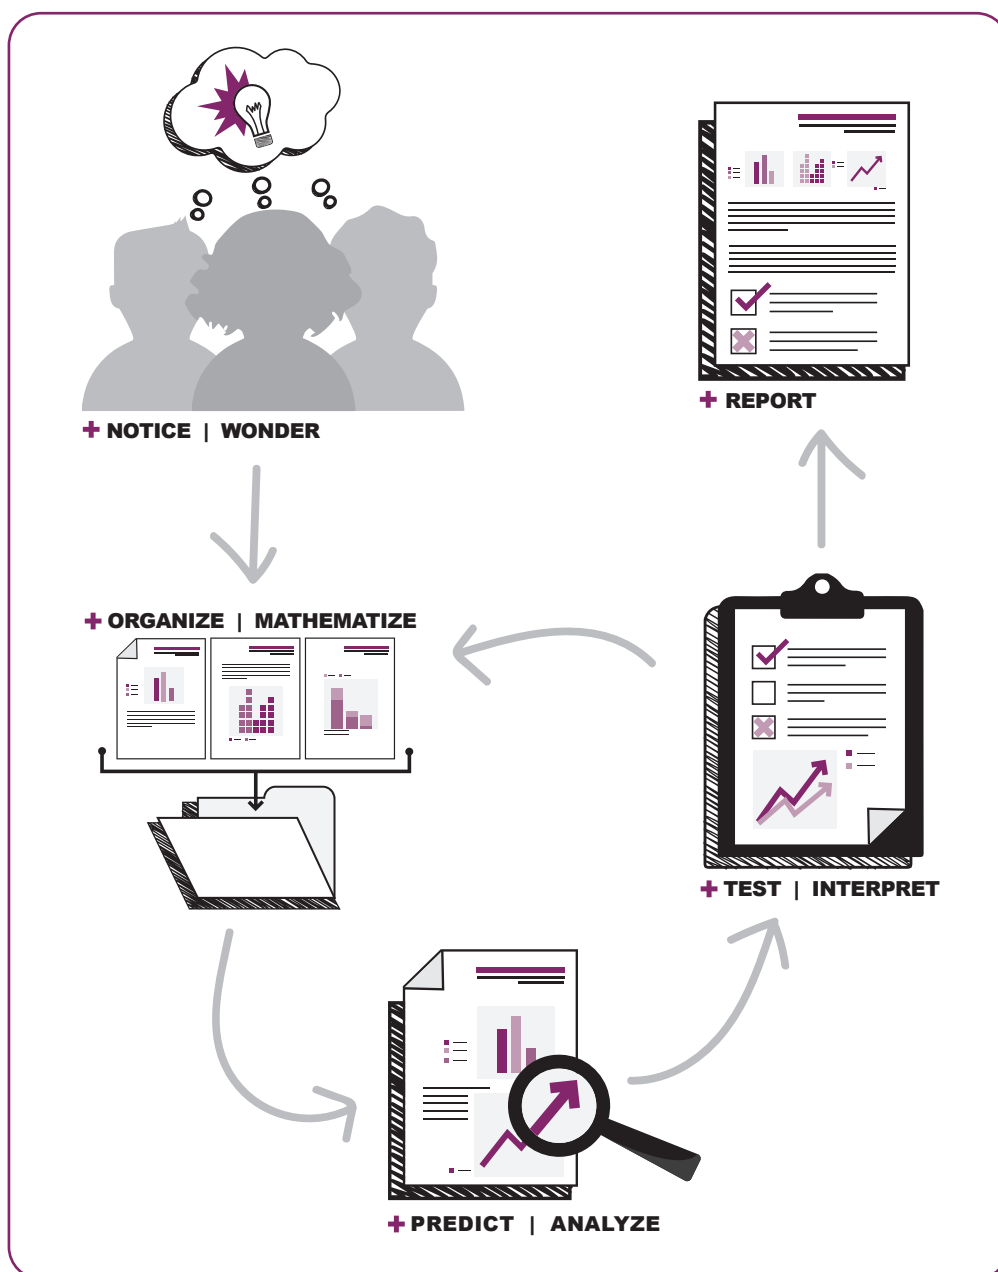 + NOTICE | WONDER
+ ORGANIZE | MATHEMATIZE
+ PREDICT | ANALYZE
+ TEST | INTERPRET
+ REPORT